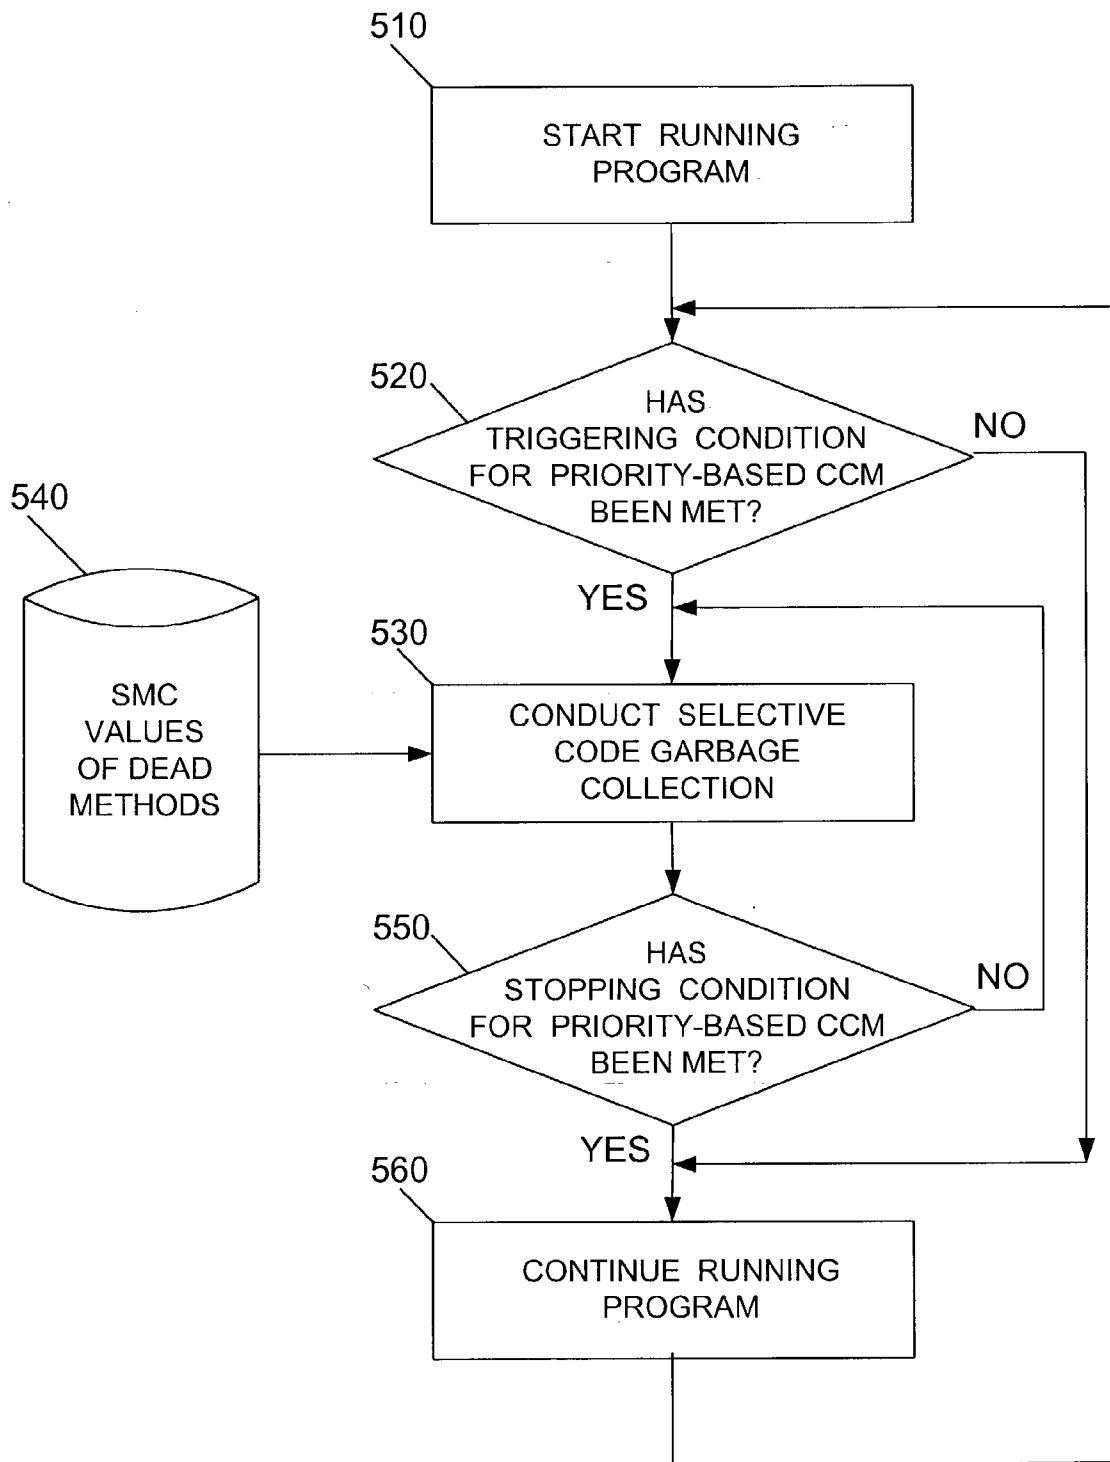 510
START RUNNING
PROGRAM
520
HAS
TRIGGERING CONDITION
FOR PRIORITY-BASED CCM
BEEN MET?
NO
YES
540
SMC
VALUES
OF DEAD
METHODS
530
CONDUCT SELECTIVE
CODE GARBAGE
COLLECTION
550
HAS
STOPPING CONDITION
FOR PRIORITY-BASED CCM
BEEN MET?
NO
YES
560
CONTINUE RUNNING
PROGRAM